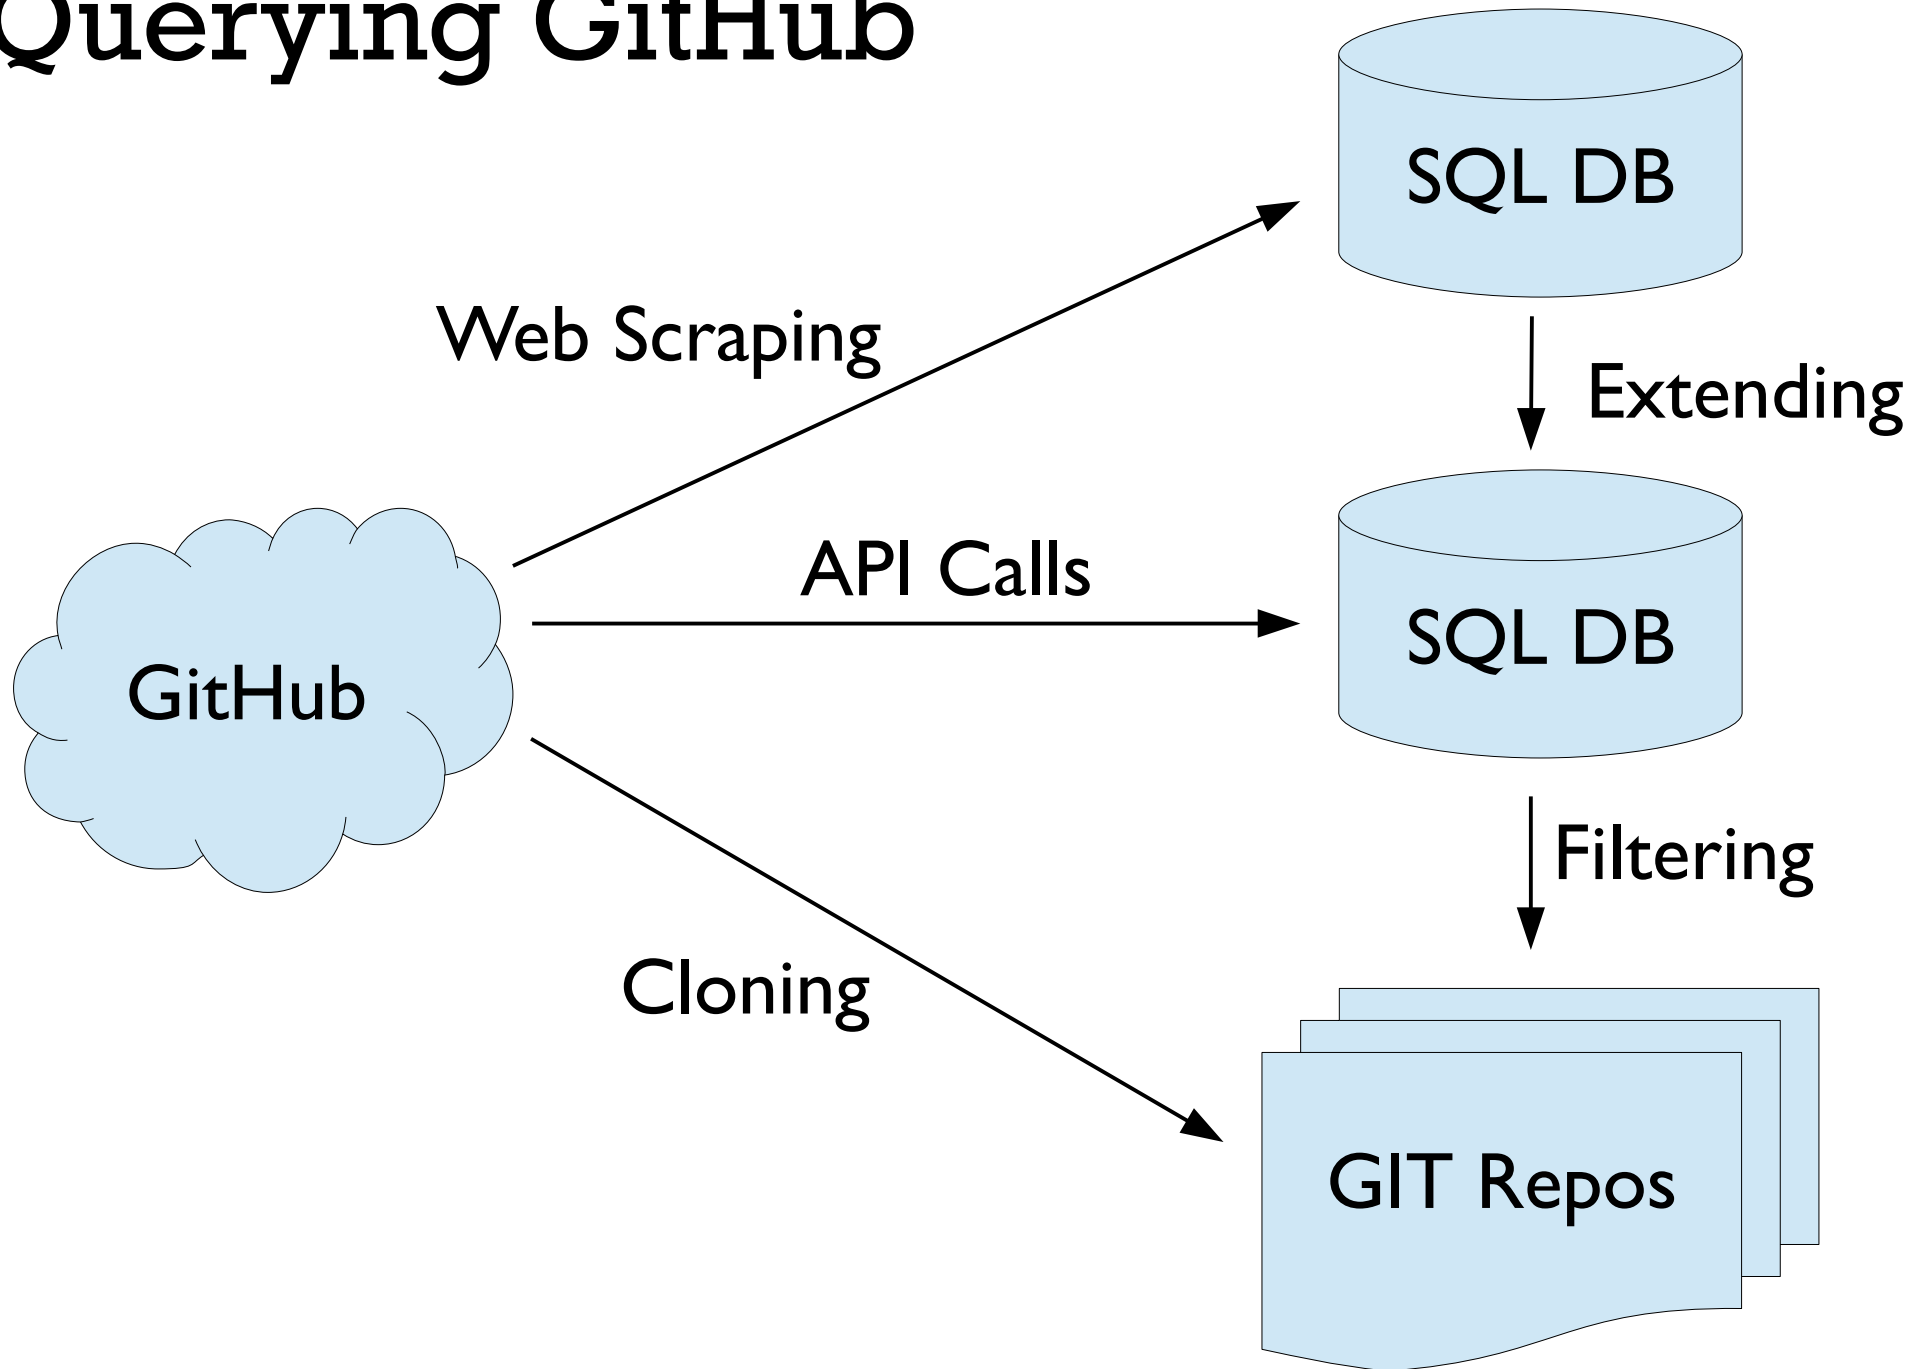 Querying GitHub
SQL DB
Web Scraping
Extending
API Calls
SQL DB
GitHub
Filtering
Cloning
GIT Repos